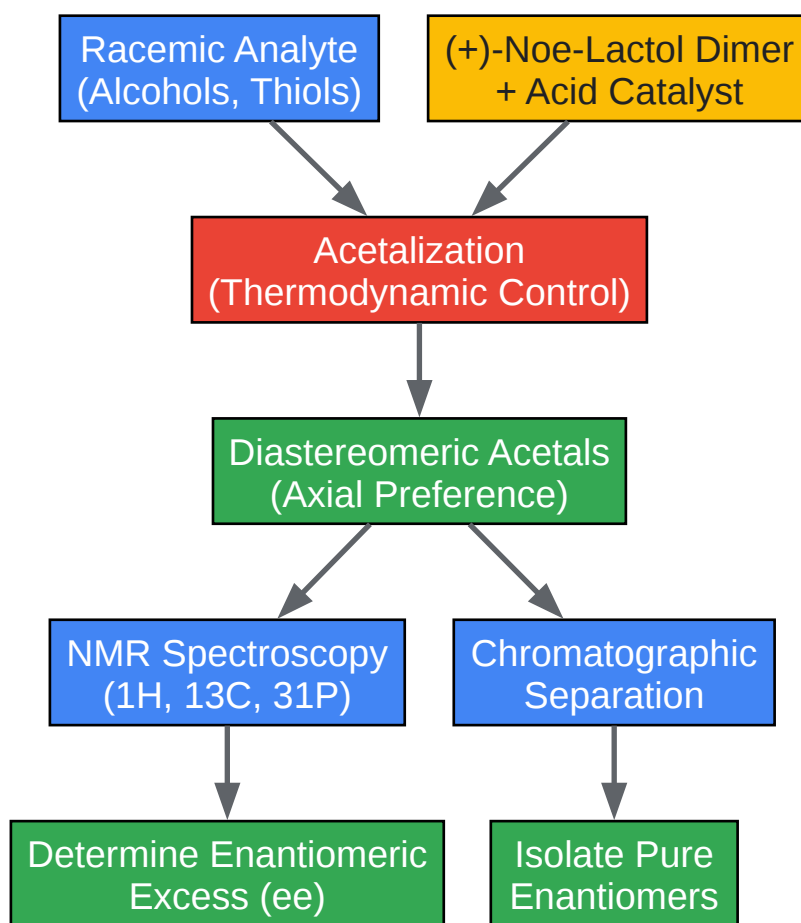 Racemic Analyte
(Alcohols, Thiols)
(+)-Noe-Lactol Dimer
+ Acid Catalyst
Acetalization
(Thermodynamic Control)
Diastereomeric Acetals
(Axial Preference)
NMR Spectroscopy
(1H, 13C, 31P)
Chromatographic
Separation
Determine Enantiomeric
Excess (ee)
Isolate Pure
Enantiomers